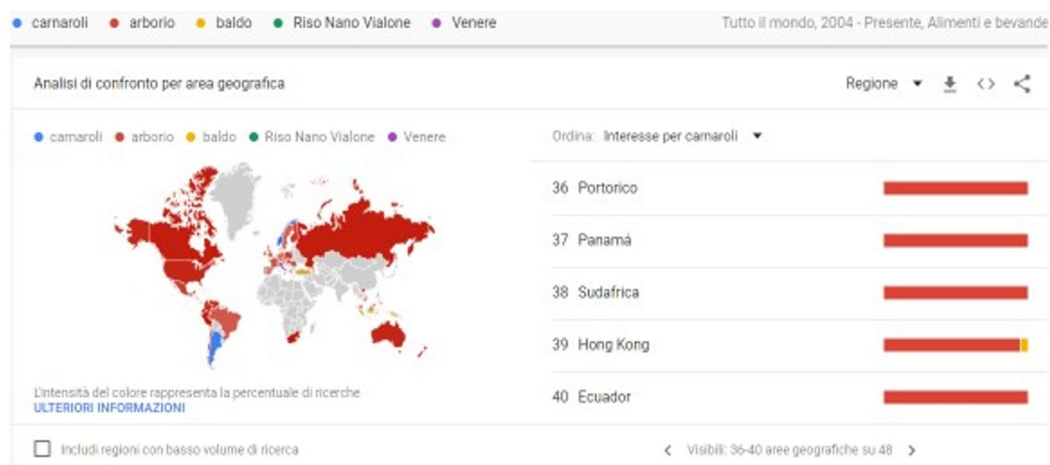 carnaroli arborio baldo Riso Nano Vialone Venere Tutto il mondo, 2004 - Presente, Alimenti e bevande
Analisi di confronto per area geografica Regione
carnaroli arborio baldo Riso Nano Vialone Venere
Ordina: Interesse per carnaroli
36 Portorico
37 Panamá
38 Sudafrica
39 Hong Kong
40 Ecuador
L'intensità del colore rappresenta la percentuale di ricerche
ULTERIORI INFORMAZIONI
Includi regioni con basso volume di ricerca
Visibili: 36-40 aree geografiche su 48